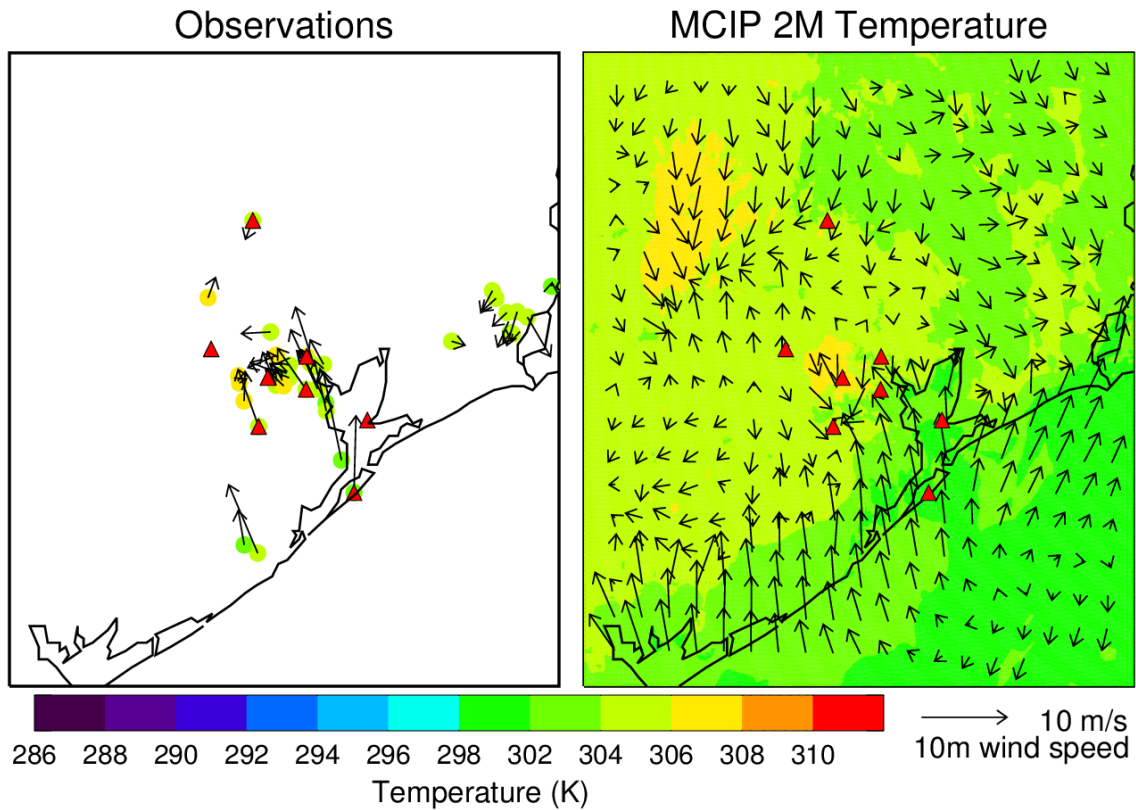 Observations
MCIP 2M Temperature
286 288 290 292 294 296 298 300 302 304 306 308 310
Temperature (K)
10 m/s
10m wind speed